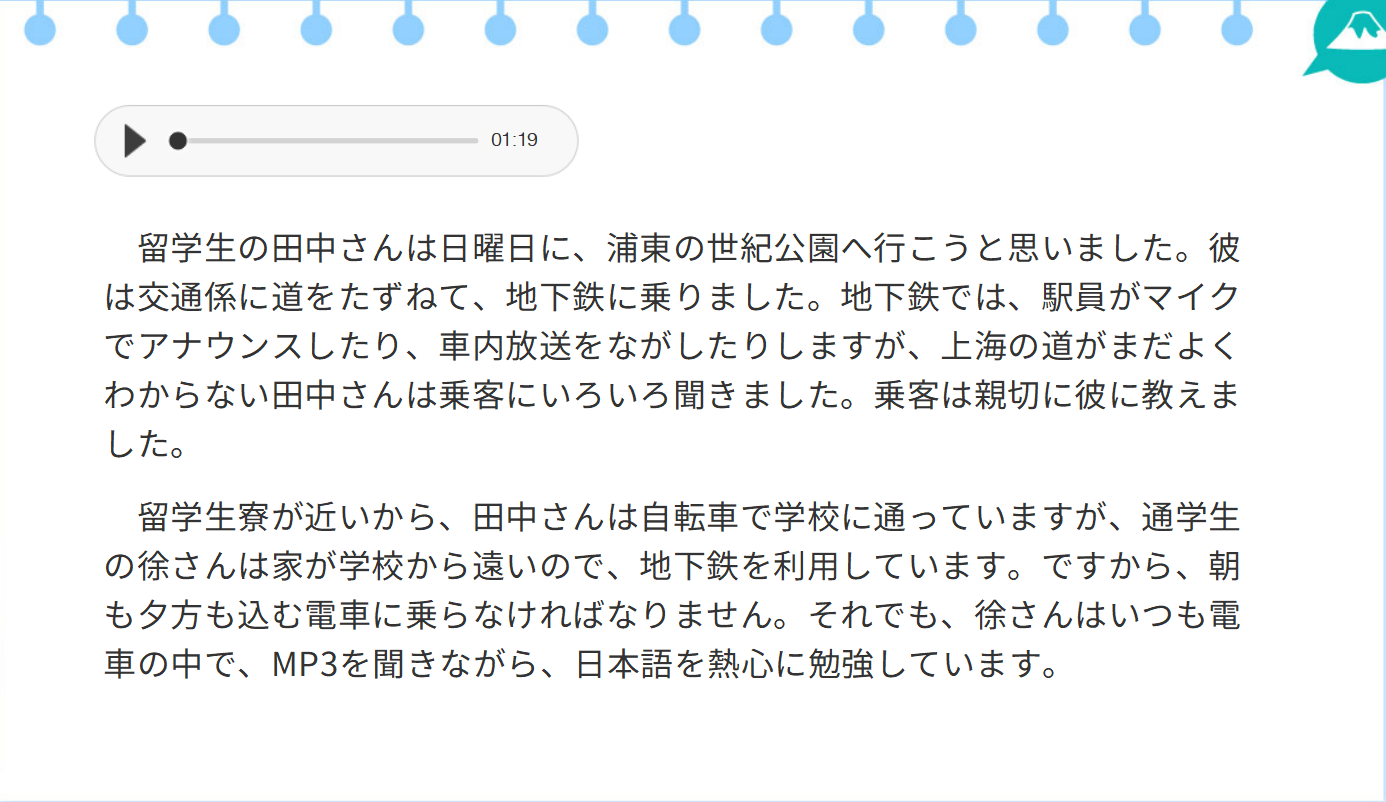 01:19
留学生の田中さんは日曜日に、浦東の世紀公園へ行こうと思いました。彼
は交通係に道をたずねて、地下鉄に乗りました。地下鉄では、駅員がマイク
でアナウンスしたり、車内放送をながしたりしますが、上海の道がまだよく
わからない田中さんは乗客にいろいろ聞きました。乗客は親切に彼に教えま
した。
留学生寮が近いから、田中さんは自転車で学校に通っていますが、通学生
の徐さんは家が学校から遠いので、地下鉄を利用しています。ですから、朝
も夕方も込む電車に乗らなければなりません。それでも、徐さんはいつも電
車の中で、MP3を聞きながら、日本語を熱心に勉強しています。